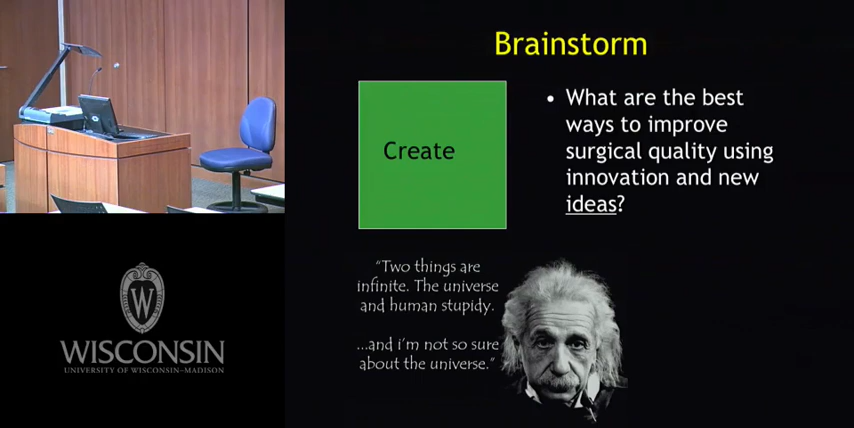 Brainstorm
Create
• What are the best
ways to improve
surgical quality using
innovation and new
ideas?
"Two things are
infinite. The universe
and human stupidy.
...and i'm not so sure
about the universe."
W
WISCONSIN
UNIVERSITY OF WISCONSIN–MADISON